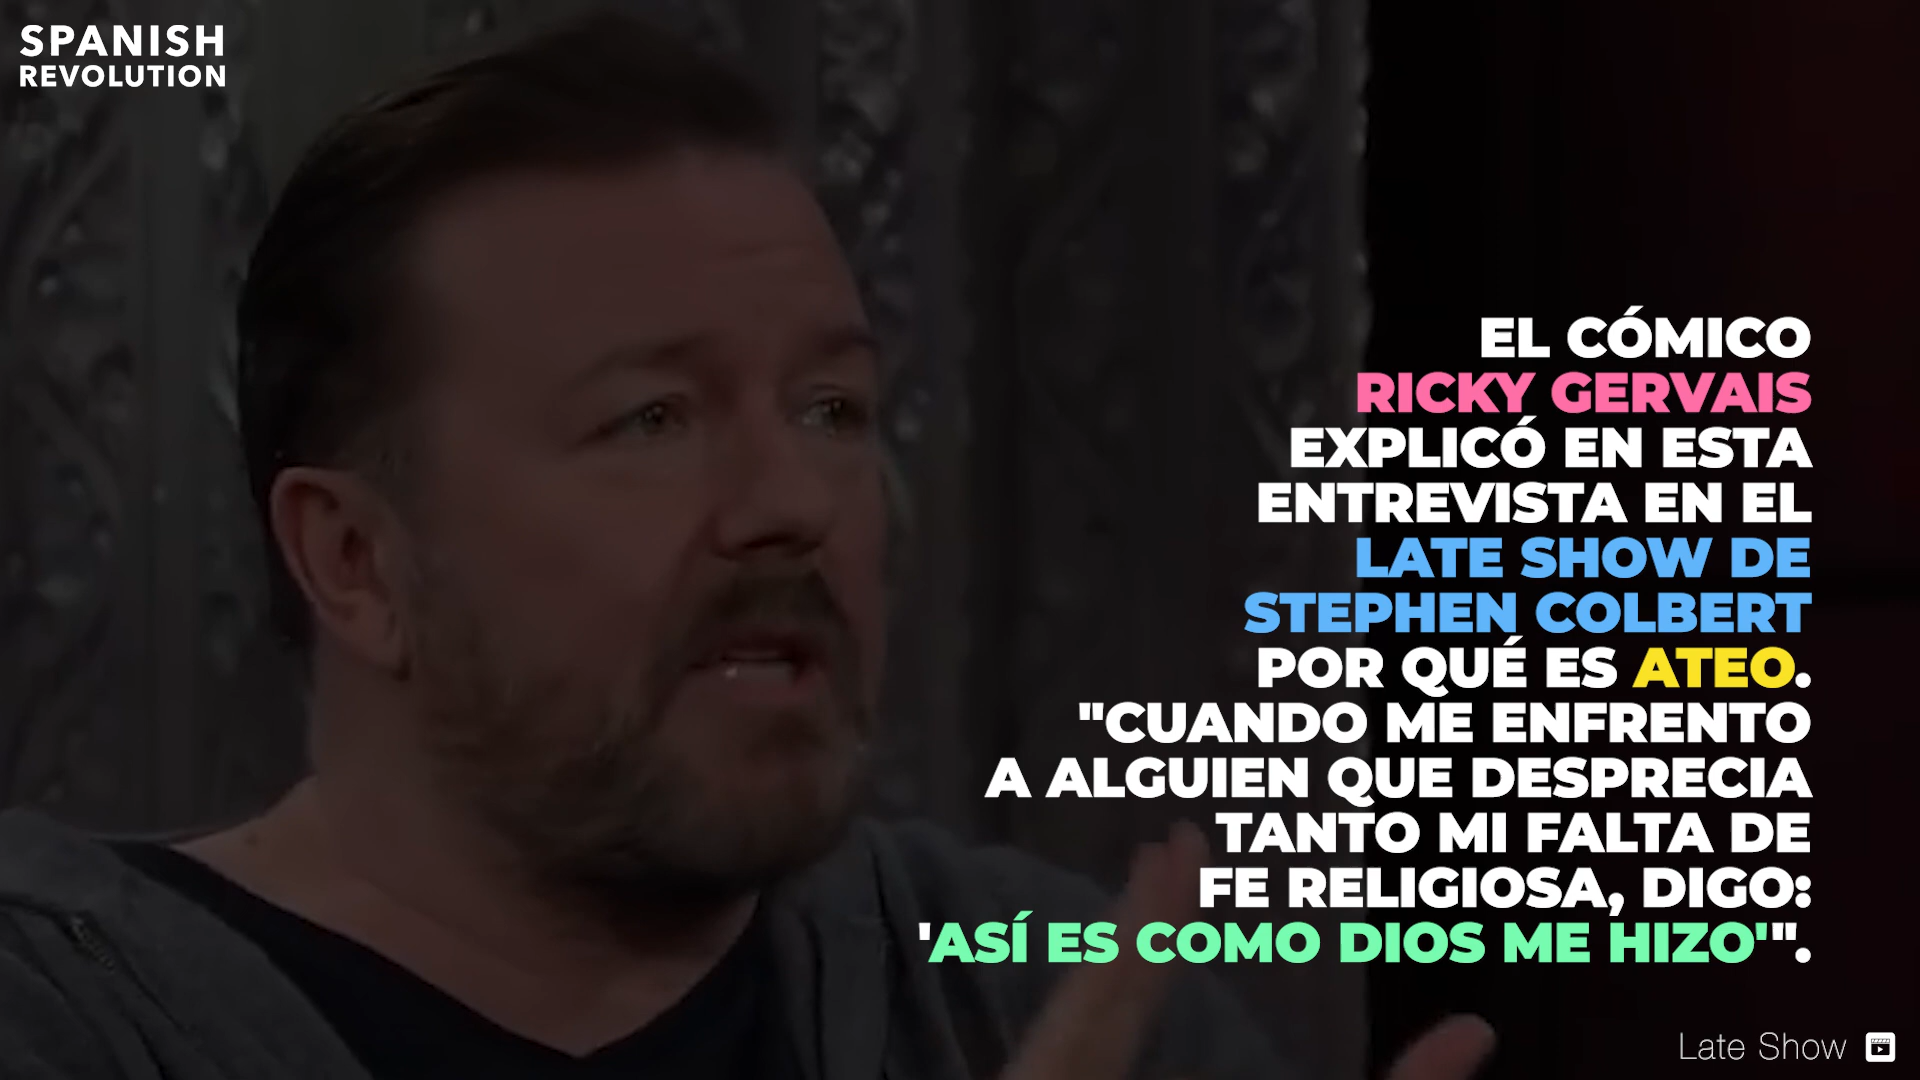 SPANISH
REVOLUTION
EL CÓMICO
RICKY GERVAIS
EXPLICÓ EN ESTA
ENTREVISTA EN EL
LATE SHOW DE
STEPHEN COLBERT
POR QUÉ ES ATEO.
"CUANDO ME ENFRENTO
A ALGUIEN QUE DESPRECIA
TANTO MI FALTA DE
FE RELIGIOSA, DIGO:
'ASÍ ES COMO DIOS ME HIZO'".
Late Show